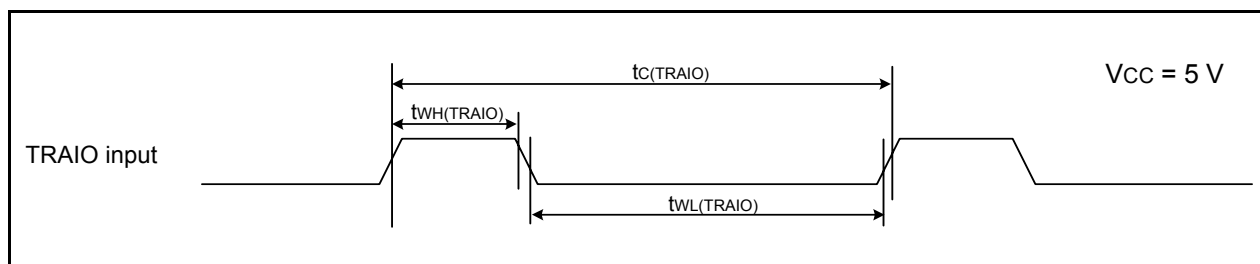 tC(TRAIO)
VCC = 5 V
tWH(TRAIO)
TRAIO input
tWL(TRAIO)